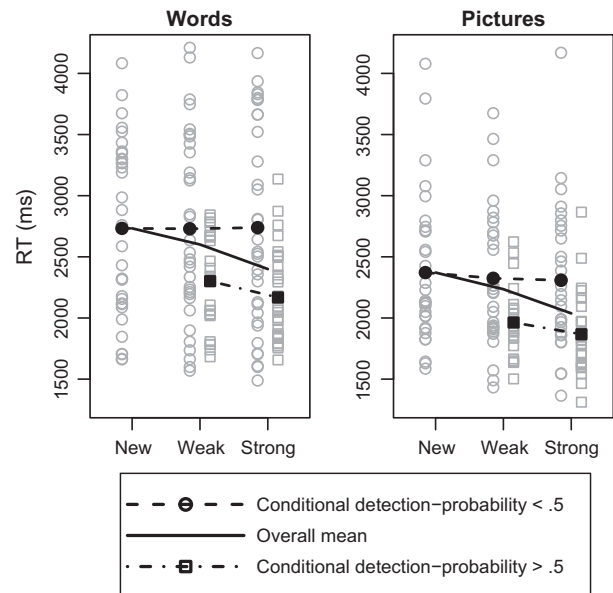 Words
Pictures
RT (ms)
4000
3500
3000
2500
2000
1500
New Weak Strong
4000
3500
3000
2500
2000
1500
New Weak Strong
Conditional detection−probability < .5
Overall mean
Conditional detection−probability > .5